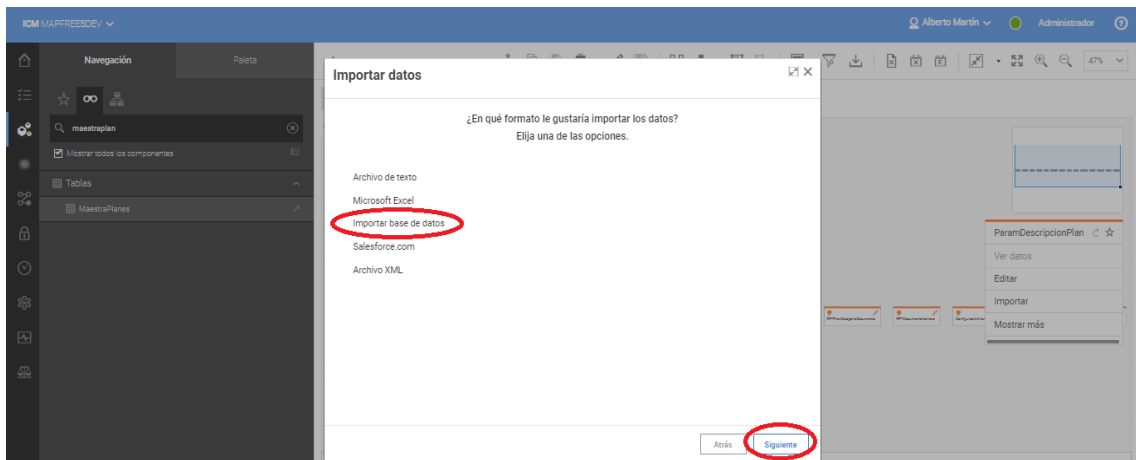 ICM MAPFREESDEV
Alberto Martín
Administrador
Navegación
Paleta
47%
maestraplan
Mostrar todos los componentes
Tablas
MaestraPlanes
Importar datos
¿En qué formato le gustaría importar los datos?
Elija una de las opciones.
Archivo de texto
Microsoft Excel
Importar base de datos
Salesforce.com
Archivo XML
Atrás
Siguiente
ParamDescripcionPlan
Ver datos
Editar
Importar
Mostrar más